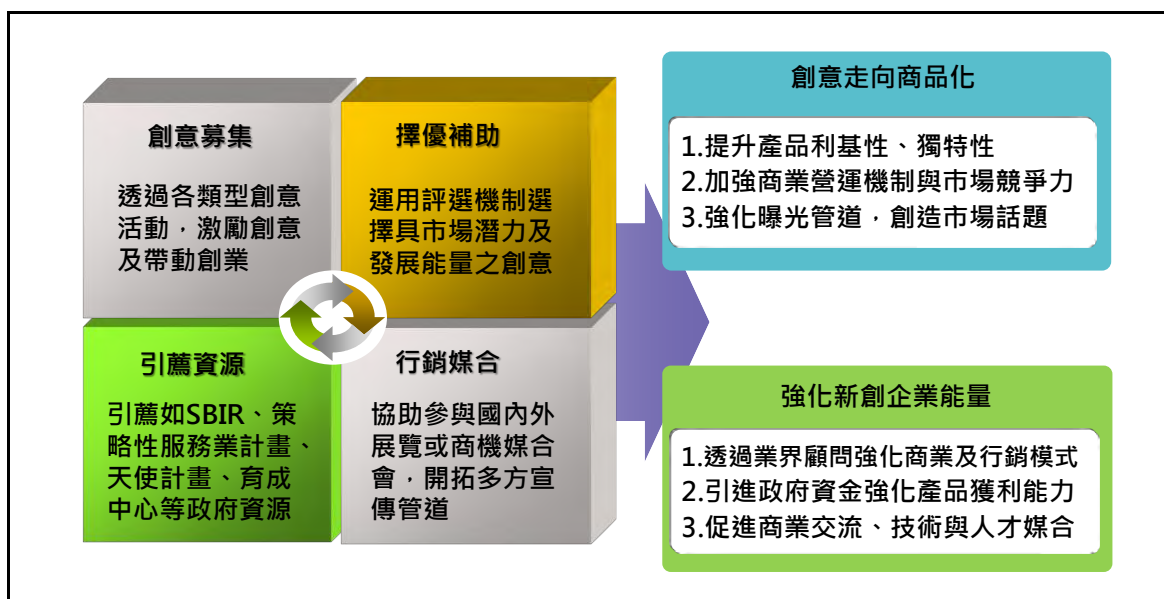 創意募集
透過各類型創意
活動，激勵創意
及帶動創業
擇優補助
運用評選機制選
擇具市場潛力及
發展能量之創意
引薦資源
引薦如SBIR、策
略性服務業計畫、
天使計畫、育成
中心等政府資源
行銷媒合
協助參與國內外
展覽或商機媒合
會，開拓多方宣
傳管道
創意走向商品化
1.提升產品利基性、獨特性
2.加強商業營運機制與市場競爭力
3.強化曝光管道，創造市場話題
強化新創企業能量
1.透過業界顧問強化商業及行銷模式
2.引進政府資金強化產品獲利能力
3.促進商業交流、技術與人才媒合